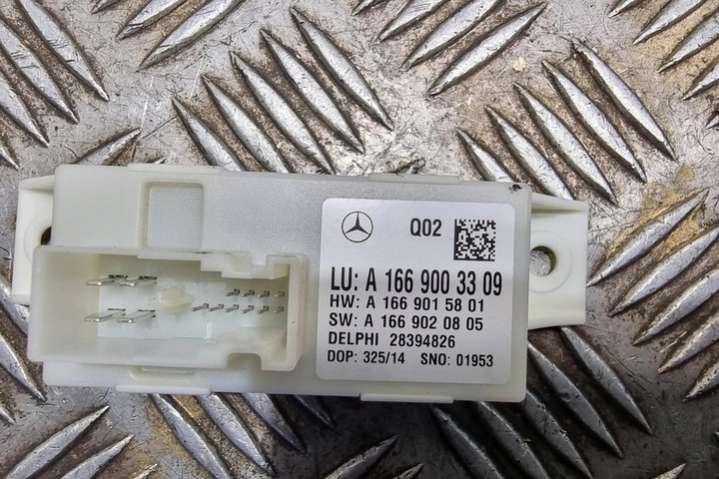 Q02
LU: A 166 900 33 09
HW: A 166 901 58 01
SW: A 166 902 08 05
DELPHI 28394826
DOP: 325/14 SNO: 01953